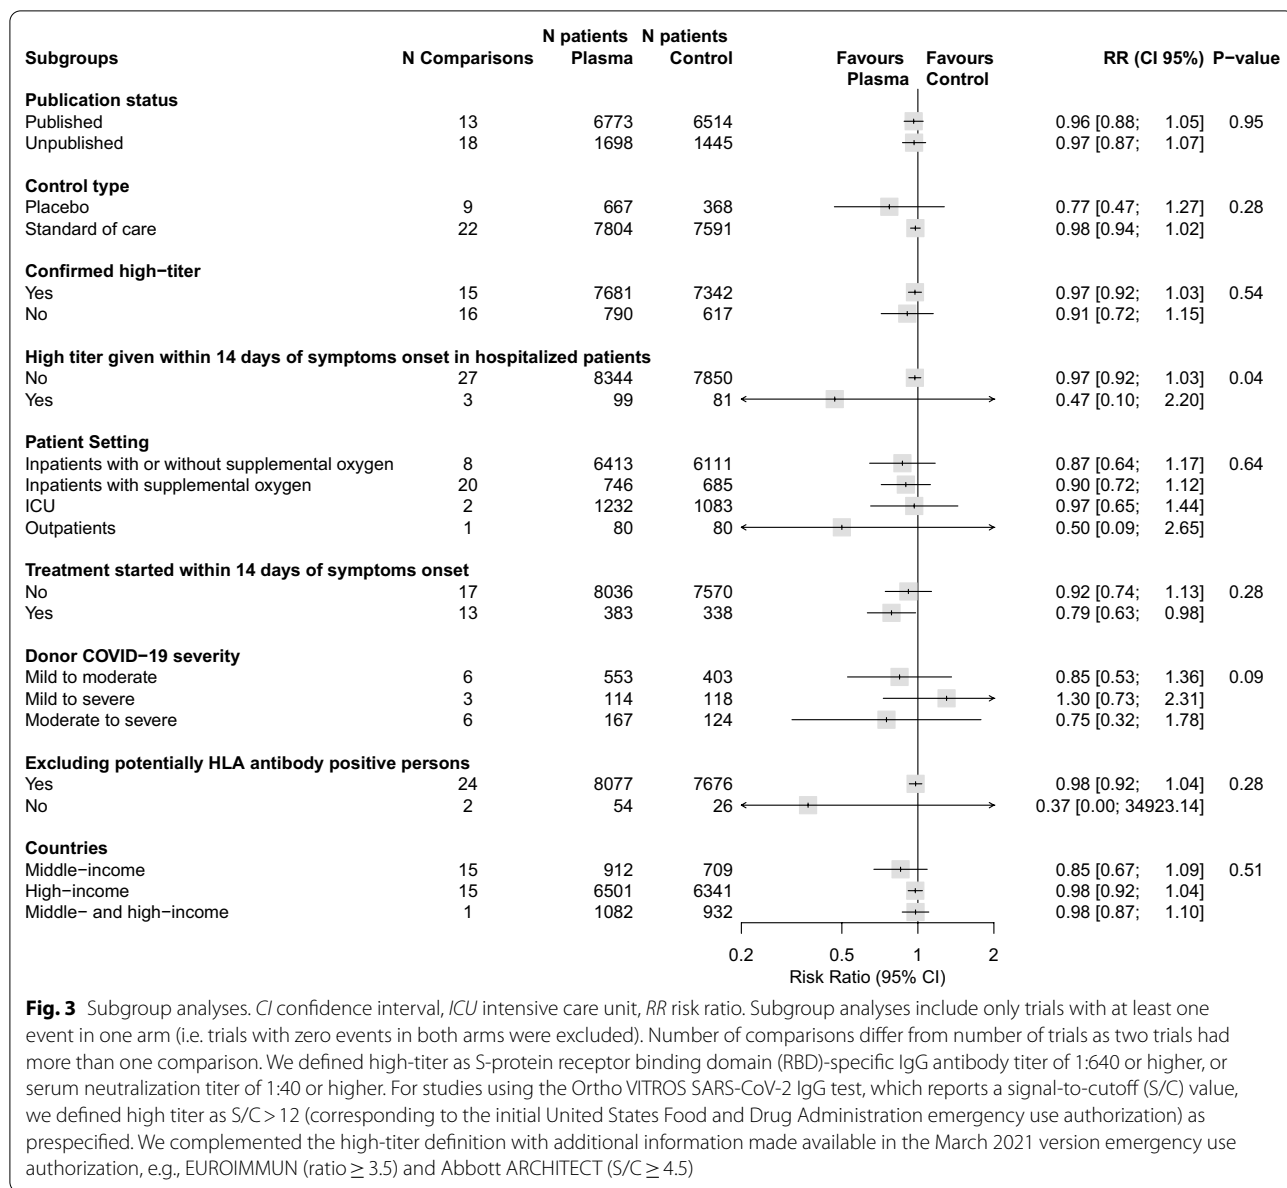 N patients N patients
Subgroups N Comparisons Plasma Control Favours Favours RR (CI 95%) P−value
Plasma Control
Publication status
Published 13 6773 6514 0.96 [0.88; 1.05] 0.95
Unpublished 18 1698 1445 0.97 [0.87; 1.07]
Control type
Placebo 9 667 368 0.77 [0.47; 1.27] 0.28
Standard of care 22 7804 7591 0.98 [0.94; 1.02]
Confirmed high−titer
Yes 15 7681 7342 0.97 [0.92; 1.03] 0.54
No 16 790 617 0.91 [0.72; 1.15]
High titer given within 14 days of symptoms onset in hospitalized patients
No 27 8344 7850 0.97 [0.92; 1.03] 0.04
Yes 3 99 81 0.47 [0.10; 2.20]
Patient Setting
Inpatients with or without supplemental oxygen 8 6413 6111 0.87 [0.64; 1.17] 0.64
Inpatients with supplemental oxygen 20 746 685 0.90 [0.72; 1.12]
ICU 2 1232 1083 0.97 [0.65; 1.44]
Outpatients 1 80 80 0.50 [0.09; 2.65]
Treatment started within 14 days of symptoms onset
No 17 8036 7570 0.92 [0.74; 1.13] 0.28
Yes 13 383 338 0.79 [0.63; 0.98]
Donor COVID−19 severity
Mild to moderate 6 553 403 0.85 [0.53; 1.36] 0.09
Mild to severe 3 114 118 1.30 [0.73; 2.31]
Moderate to severe 6 167 124 0.75 [0.32; 1.78]
Excluding potentially HLA antibody positive persons
Yes 24 8077 7676 0.98 [0.92; 1.04] 0.28
No 2 54 26 0.37 [0.00; 34923.14]
Countries
Middle−income 15 912 709 0.85 [0.67; 1.09] 0.51
High−income 15 6501 6341 0.98 [0.92; 1.04]
Middle− and high−income 1 1082 932 0.98 [0.87; 1.10]
0.2 0.5 1 2
Risk Ratio (95% CI)
Fig. 3 Subgroup analyses. CI confidence interval, ICU intensive care unit, RR risk ratio. Subgroup analyses include only trials with at least one
event in one arm (i.e. trials with zero events in both arms were excluded). Number of comparisons differ from number of trials as two trials had
more than one comparison. We defined high-titer as S-protein receptor binding domain (RBD)-specific IgG antibody titer of 1:640 or higher, or
serum neutralization titer of 1:40 or higher. For studies using the Ortho VITROS SARS-CoV-2 IgG test, which reports a signal-to-cutoff (S/C) value,
we defined high titer as S/C > 12 (corresponding to the initial United States Food and Drug Administration emergency use authorization) as
prespecified. We complemented the high-titer definition with additional information made available in the March 2021 version emergency use
authorization, e.g., EUROIMMUN (ratio ≥ 3.5) and Abbott ARCHITECT (S/C ≥ 4.5)